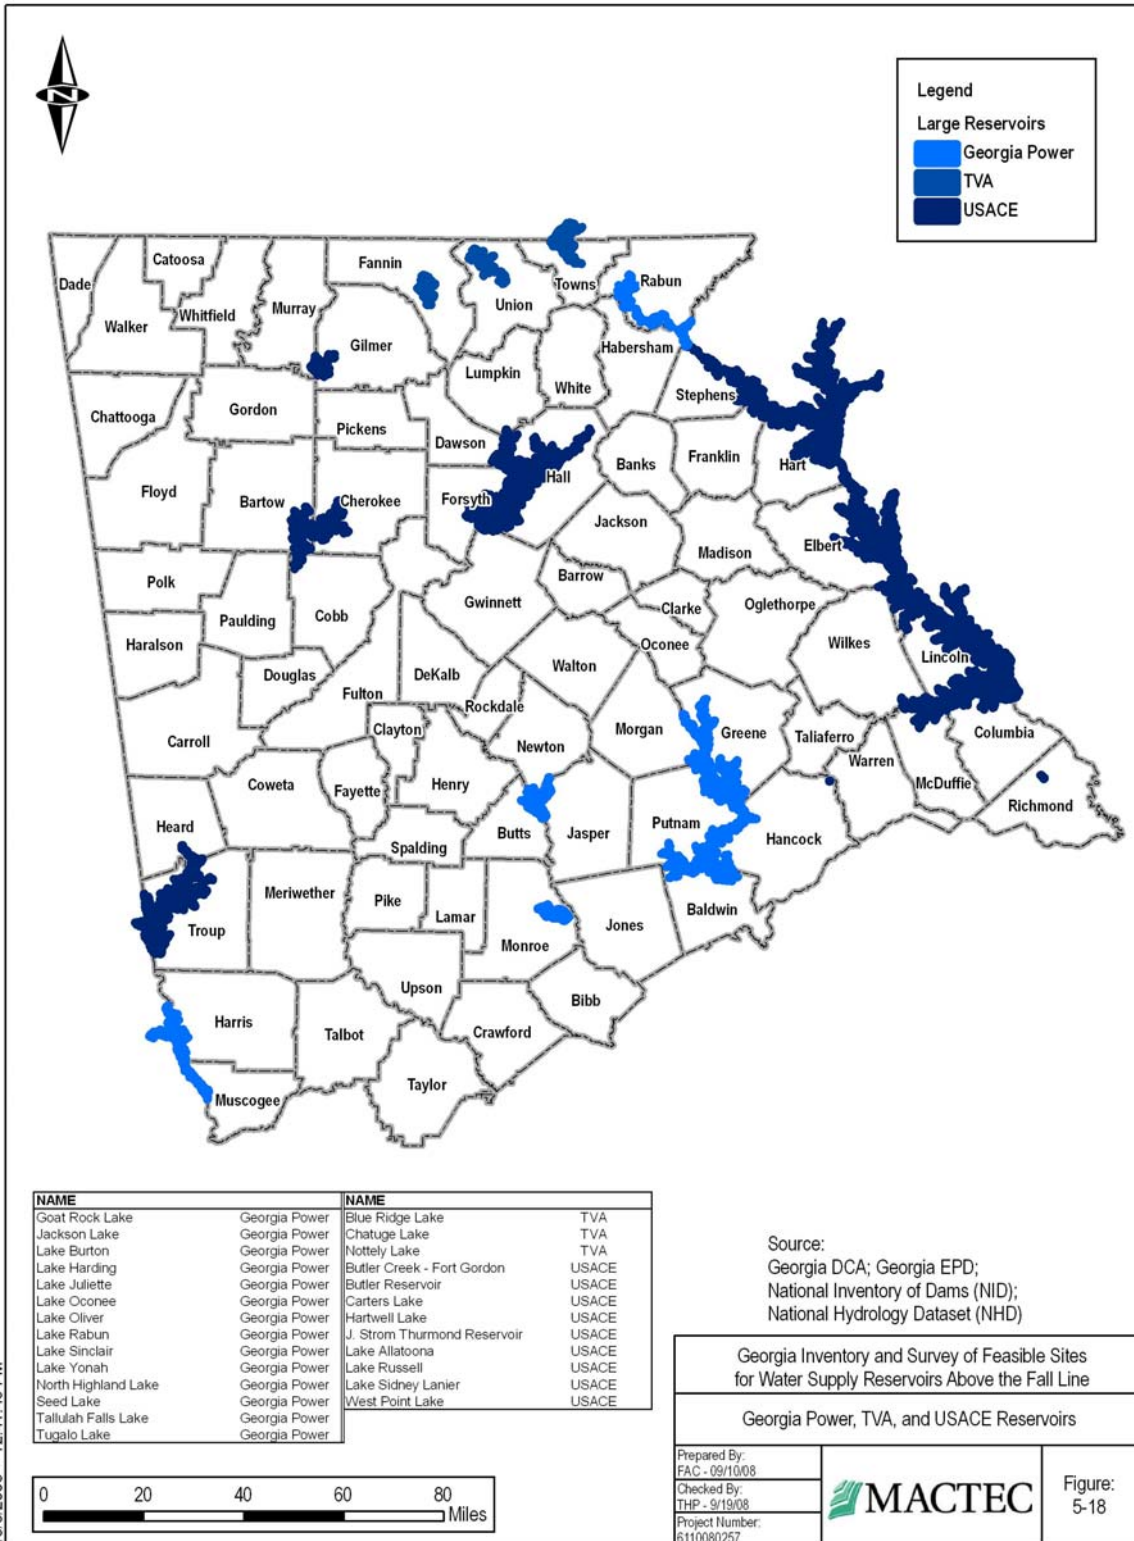 N
Legend
Large Reservoirs
Georgia Power
TVA
USACE
Dade
Catoosa
Walker
Whitfield
Murray
Fannin
Union
Towns
Rabun
Gilmer
Lumpkin
White
Habersham
Stephens
Chattooga
Gordon
Pickens
Dawson
Banks
Franklin
Hart
Floyd
Bartow
Cherokee
Forsyth
Hall
Jackson
Madison
Elbert
Polk
Paulding
Cobb
Gwinnett
Barrow
Clarke
Oglethorpe
Wilkes
Lincoln
Haralson
Douglas
Fulton
DeKalb
Rockdale
Walton
Oconee
Carroll
Clayton
Newton
Morgan
Greene
Taliaferro
Warren
McDuffie
Columbia
Richmond
Coweta
Fayette
Henry
Heard
Spalding
Butts
Jasper
Putnam
Hancock
Troup
Meriwether
Pike
Lamar
Monroe
Jones
Baldwin
Harris
Talbot
Upson
Crawford
Bibb
Muscogee
Taylor
NAME NAME
Goat Rock Lake Georgia Power Blue Ridge Lake TVA
Jackson Lake Georgia Power Chatuge Lake TVA
Lake Burton Georgia Power Nottely Lake TVA
Lake Harding Georgia Power Butler Creek - Fort Gordon USACE
Lake Juliette Georgia Power Butler Reservoir USACE
Lake Oconee Georgia Power Carters Lake USACE
Lake Oliver Georgia Power Hartwell Lake USACE
Lake Rabun Georgia Power J. Strom Thurmond Reservoir USACE
Lake Sinclair Georgia Power Lake Allatoona USACE
Lake Yonah Georgia Power Lake Russell USACE
North Highland Lake Georgia Power Lake Sidney Lanier USACE
Seed Lake Georgia Power West Point Lake USACE
Tallulah Falls Lake Georgia Power
Tugalo Lake Georgia Power
0 20 40 60 80 Miles
Source:
Georgia DCA; Georgia EPD;
National Inventory of Dams (NID);
National Hydrology Dataset (NHD)
Georgia Inventory and Survey of Feasible Sites
for Water Supply Reservoirs Above the Fall Line
Georgia Power, TVA, and USACE Reservoirs
Prepared By:
FAC - 09/10/08
Checked By:
THP - 9/19/08
Project Number:
6110080257
MACTEC
Figure:
5-18